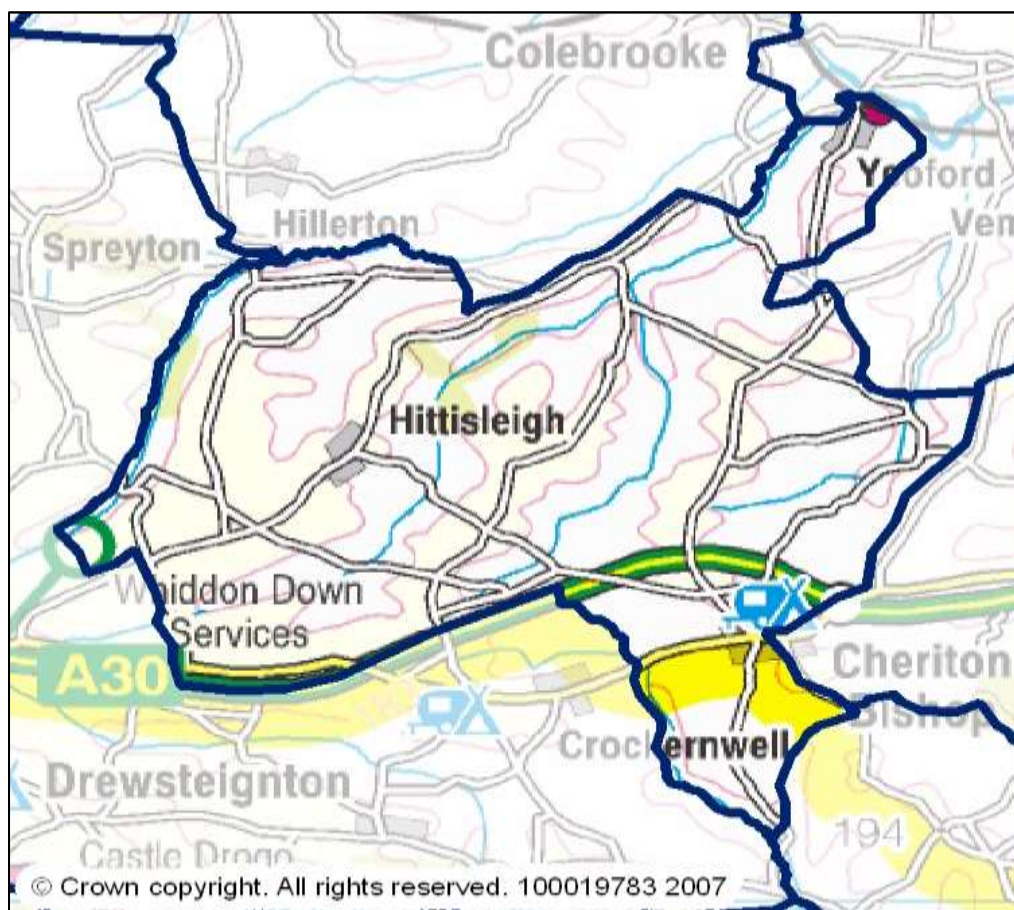 Colebrooke
Yeoford
Hillerton
Spreyton
Ven
Hittisleigh
Whiddon Down
Services
A30
Cheriton
Bishop
Crockernwell
Drewsteignton
194
Castle Drogo
© Crown copyright. All rights reserved. 100019783 2007